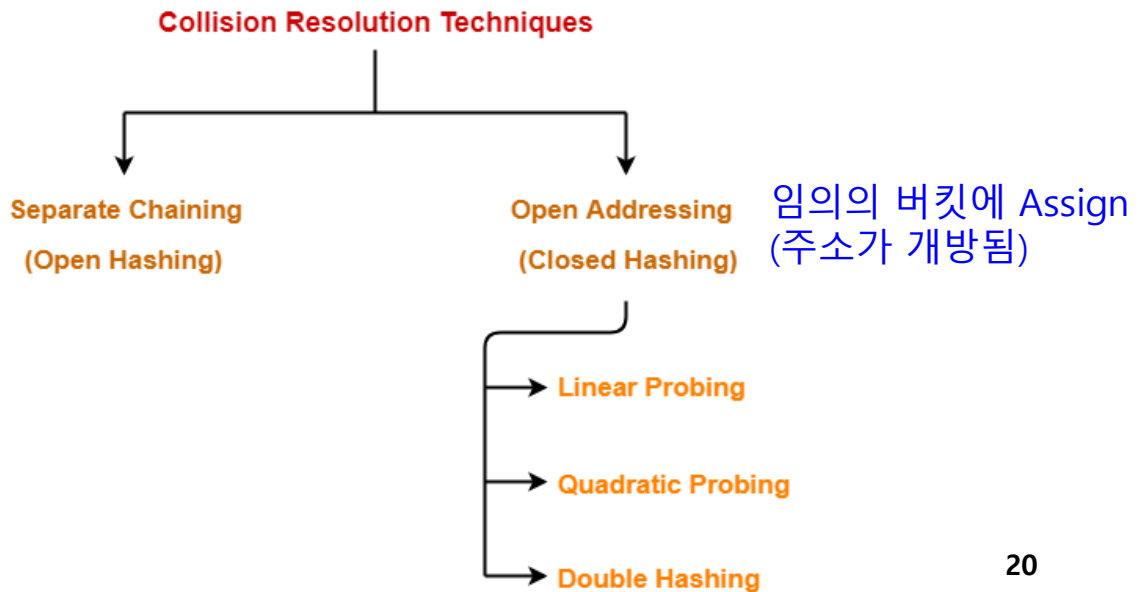 Collision Resolution Techniques
Separate Chaining
(Open Hashing)
Open Addressing
(Closed Hashing)
임의의 버킷에 Assign
(주소가 개방됨)
Linear Probing
Quadratic Probing
Double Hashing
20